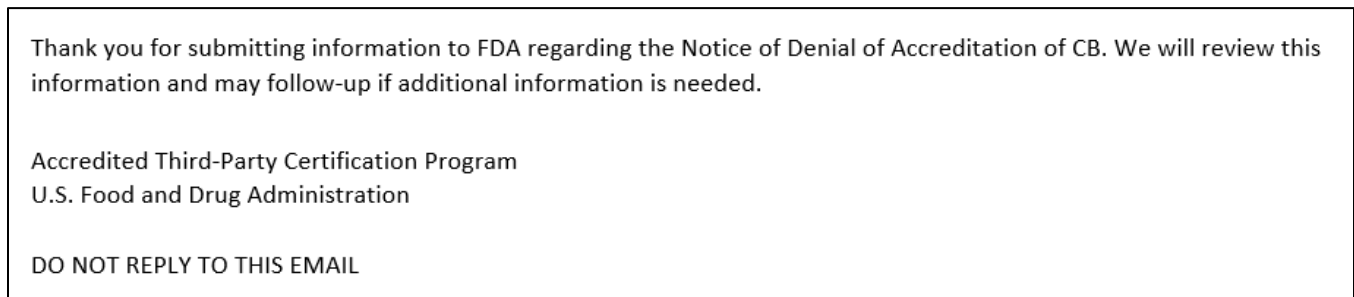 Thank you for submitting information to FDA regarding the Notice of Denial of Accreditation of CB. We will review this
information and may follow-up if additional information is needed.
Accredited Third-Party Certification Program
U.S. Food and Drug Administration
DO NOT REPLY TO THIS EMAIL